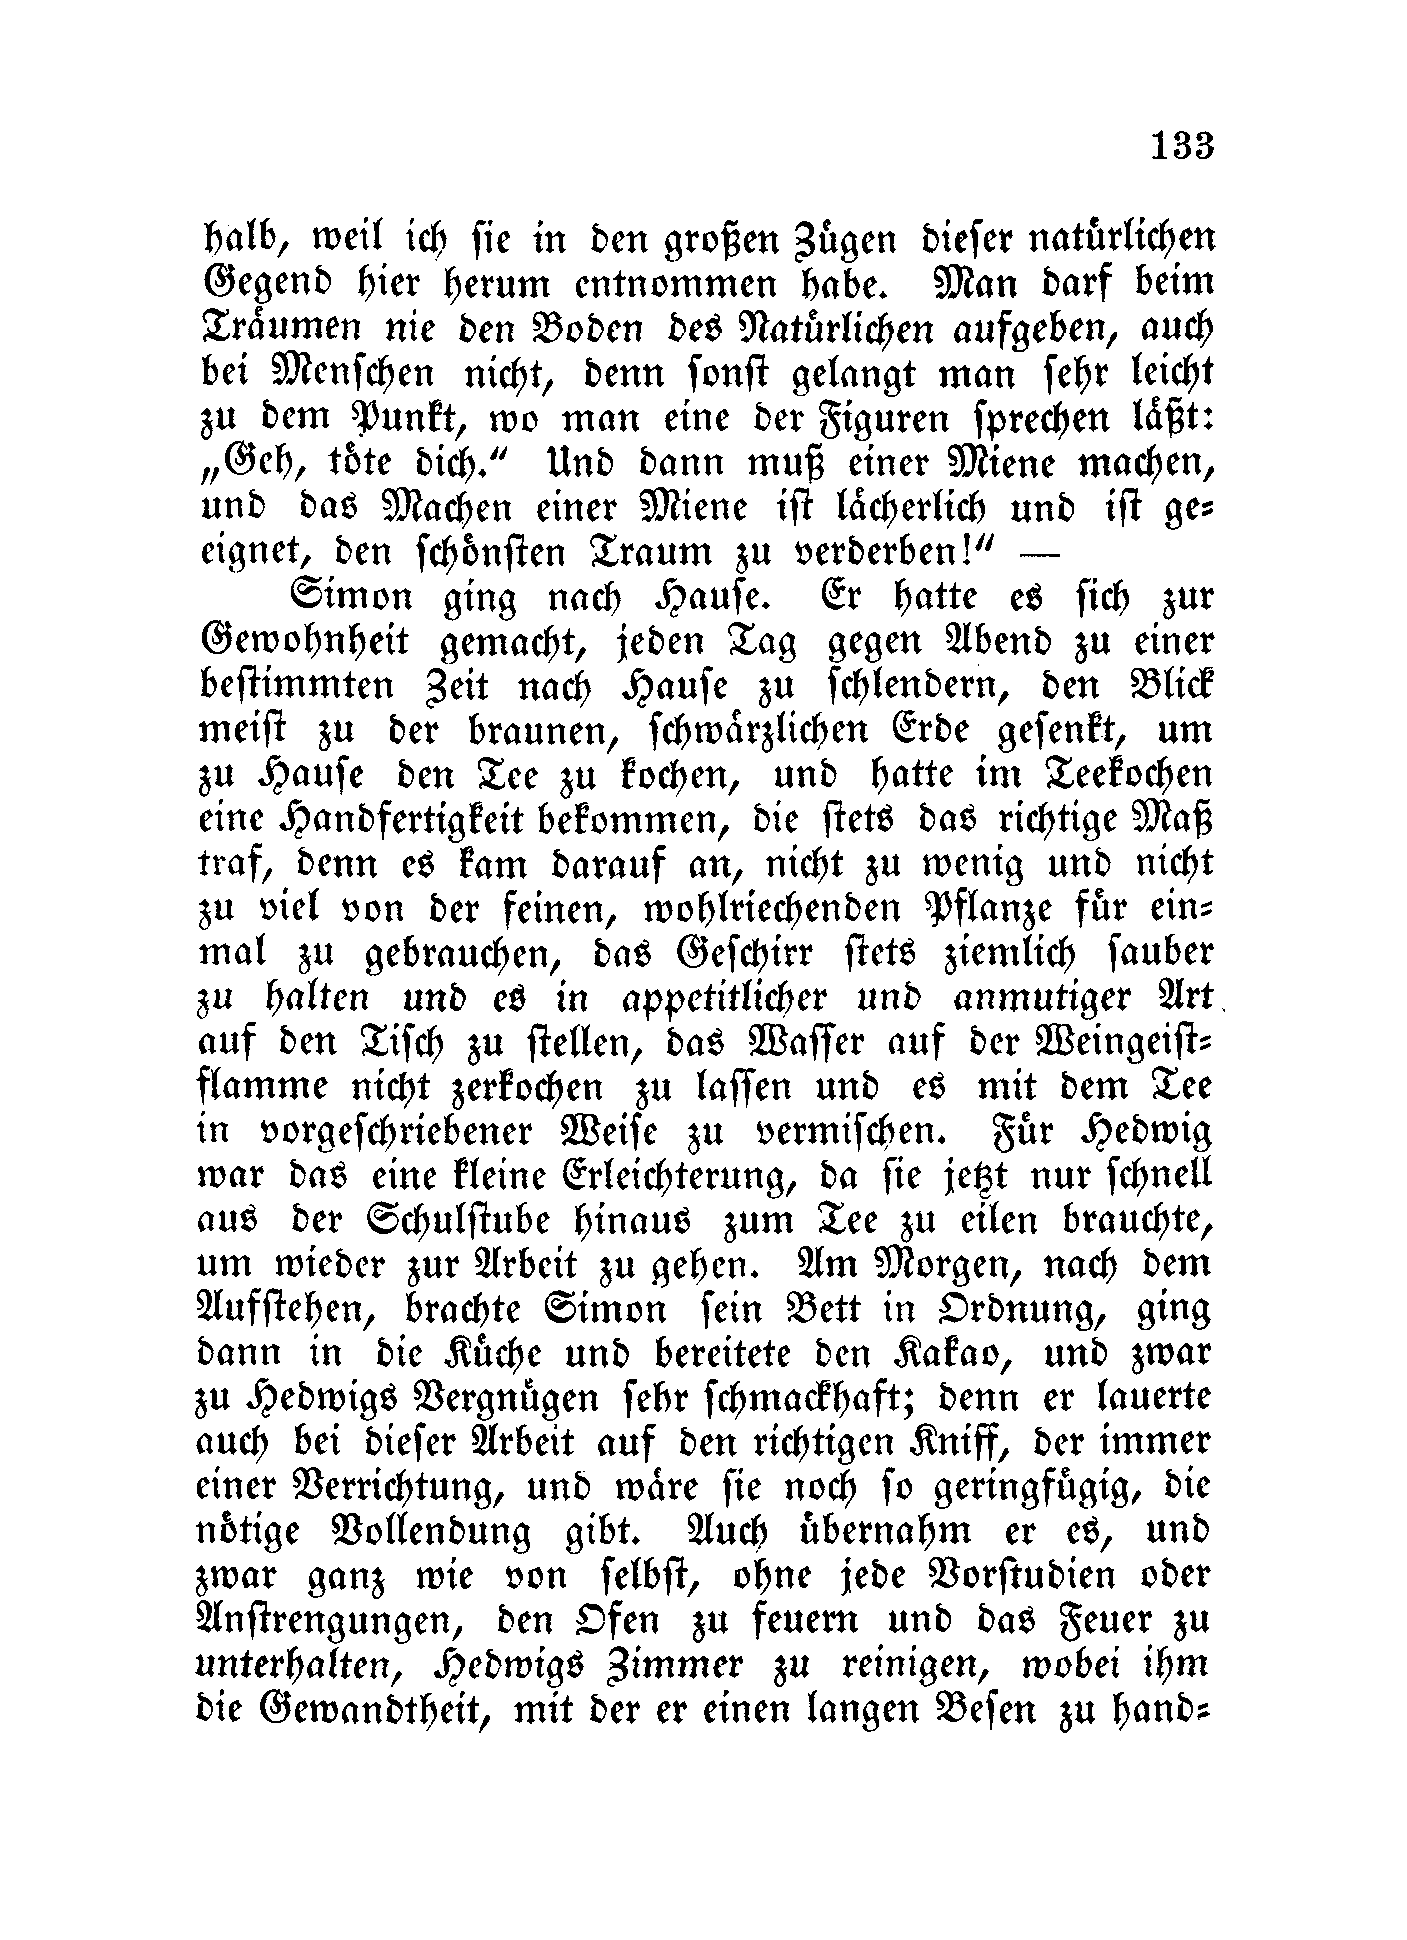 133
halb, weil ich sie in den großen Zügen dieser natürlichen
Gegend hier herum entnommen habe. Man darf beim
Träumen nie den Boden des Natürlichen aufgeben, auch
bei Menschen nicht, denn sonst gelangt man sehr leicht
zu dem Punkt, wo man eine der Figuren sprechen läßt:
„Geh, töte dich.“ Und dann muß einer Miene machen,
und das Machen einer Miene ist lächerlich und ist ge-
eignet, den schönsten Traum zu verderben!“ —
Simon ging nach Hause. Er hatte es sich zur
Gewohnheit gemacht, jeden Tag gegen Abend zu einer
bestimmten Zeit nach Hause zu schlendern, den Blick
meist zu der braunen, schwärzlichen Erde gesenkt, um
zu Hause den Tee zu kochen, und hatte im Teekochen
eine Handfertigkeit bekommen, die stets das richtige Maß
traf, denn es kam darauf an, nicht zu wenig und nicht
zu viel von der feinen, wohlriechenden Pflanze für ein-
mal zu gebrauchen, das Geschirr stets ziemlich sauber
zu halten und es in appetitlicher und anmutiger Art
auf den Tisch zu stellen, das Wasser auf der Weingeist-
flamme nicht zerkochen zu lassen und es mit dem Tee
in vorgeschriebener Weise zu vermischen. Für Hedwig
war das eine kleine Erleichterung, da sie jetzt nur schnell
aus der Schulstube hinaus zum Tee zu eilen brauchte,
um wieder zur Arbeit zu gehen. Am Morgen, nach dem
Aufstehen, brachte Simon sein Bett in Ordnung, ging
dann in die Küche und bereitete den Kakao, und zwar
zu Hedwigs Vergnügen sehr schmackhaft; denn er lauerte
auch bei dieser Arbeit auf den richtigen Kniff, der immer
einer Verrichtung, und wäre sie noch so geringfügig, die
nötige Vollendung gibt. Auch übernahm er es, und
zwar ganz wie von selbst, ohne jede Vorstudien oder
Anstrengungen, den Ofen zu feuern und das Feuer zu
unterhalten, Hedwigs Zimmer zu reinigen, wobei ihm
die Gewandtheit, mit der er einen langen Besen zu hand-